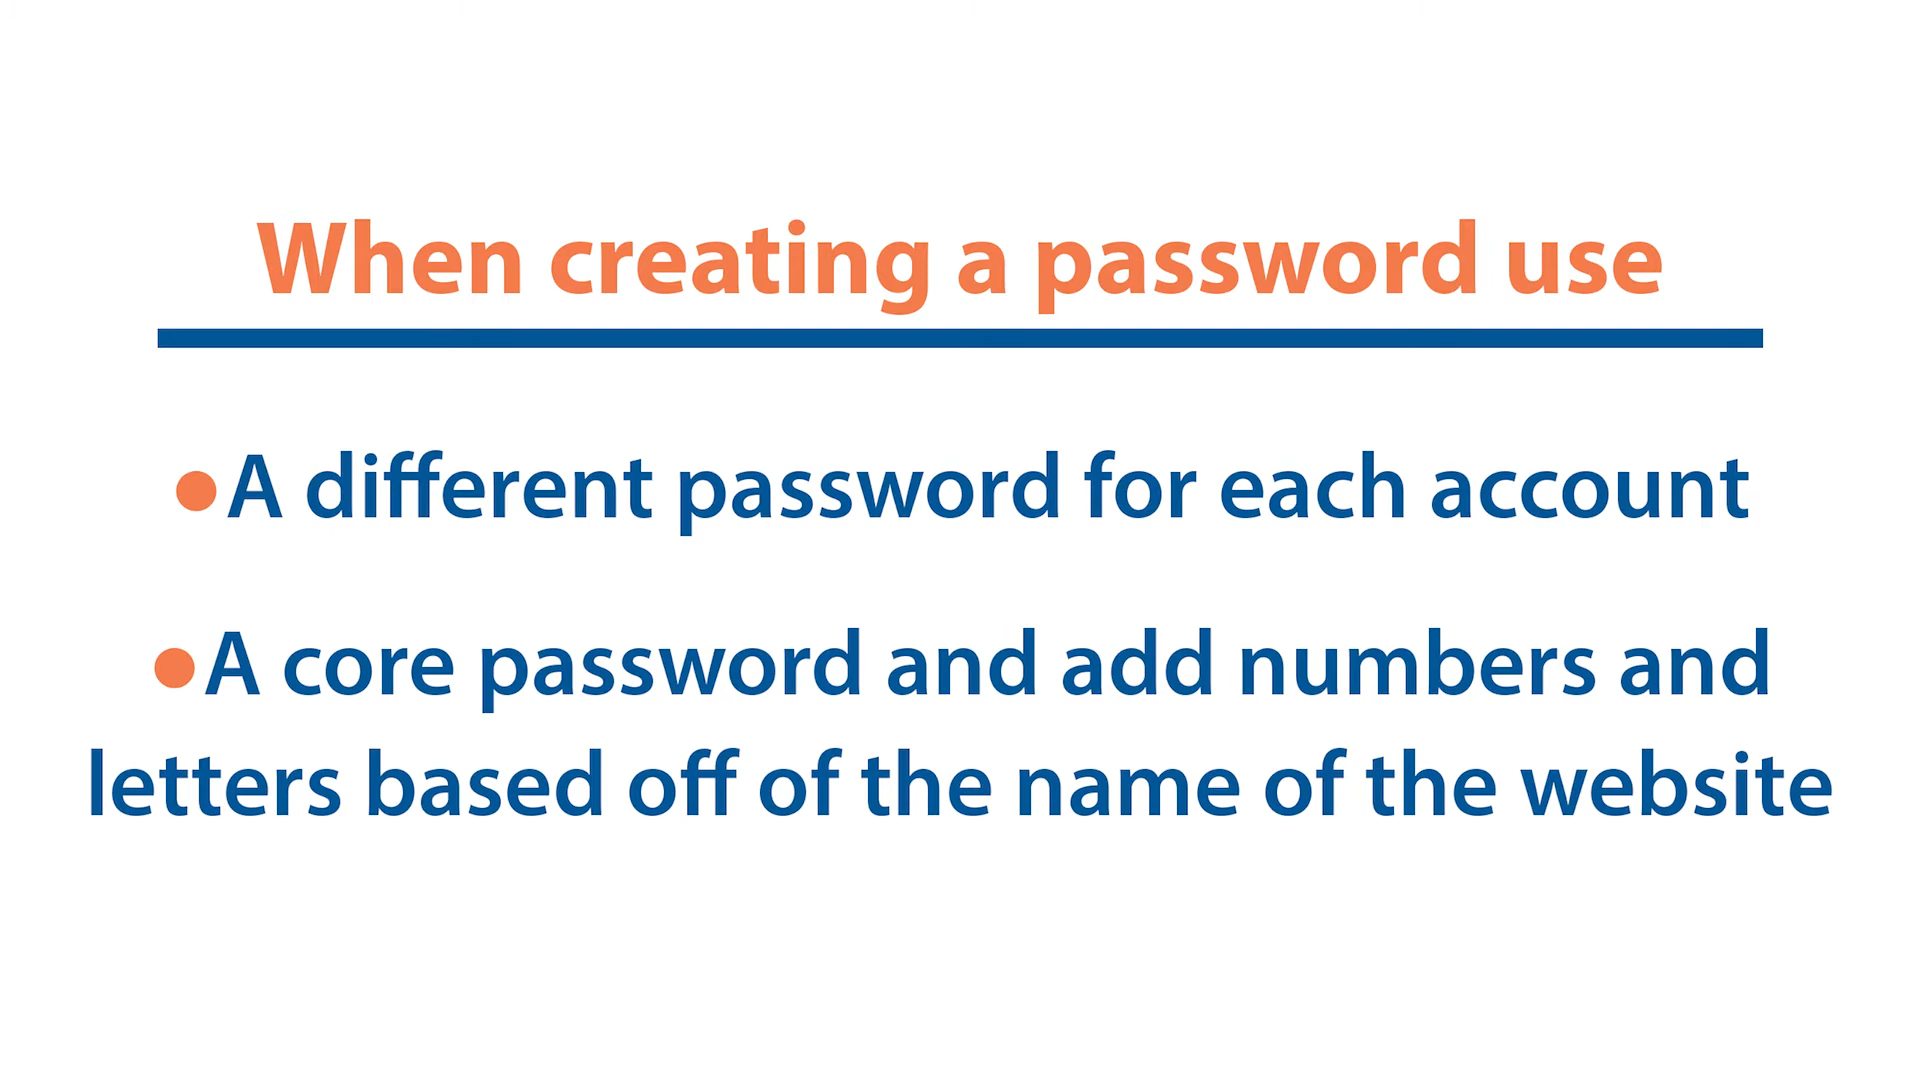 When creating a password use
•A different password for each account
•A core password and add numbers and
letters based off of the name of the website